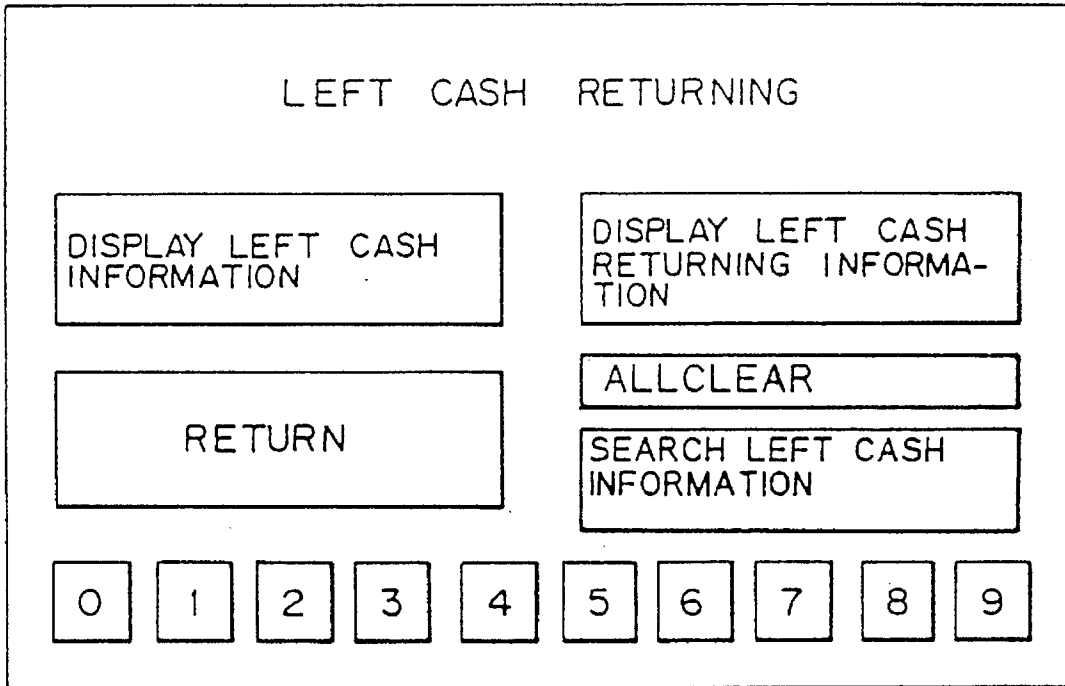 LEFT CASH RETURNING
DISPLAY LEFT CASH
INFORMATION
DISPLAY LEFT CASH
RETURNING INFORMA-
TION
RETURN
ALLCLEAR
SEARCH LEFT CASH
INFORMATION
0 1 2 3 4 5 6 7 8 9